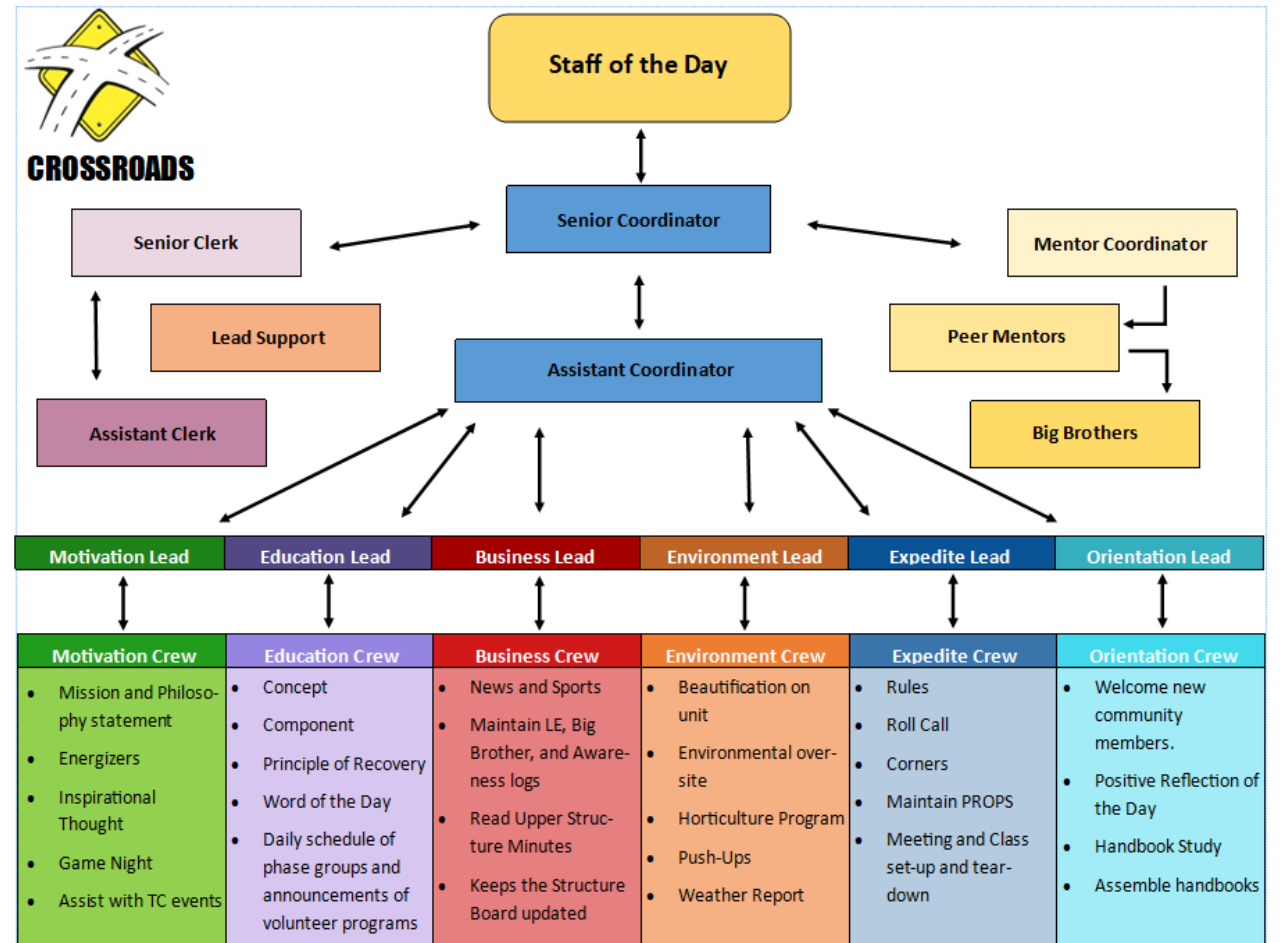 CROSSROADS
Staff of the Day
Senior Coordinator
Senior Clerk
Mentor Coordinator
Lead Support
Peer Mentors
Assistant Coordinator
Assistant Clerk
Big Brothers
Motivation Lead
Education Lead
Business Lead
Environment Lead
Expedite Lead
Orientation Lead
Motivation Crew
• Mission and Philoso-
phy statement
• Energizers
• Inspirational
Thought
• Game Night
• Assist with TC events
Education Crew
• Concept
• Component
• Principle of Recovery
• Word of the Day
• Daily schedule of
phase groups and
announcements of
volunteer programs
Business Crew
• News and Sports
• Maintain LE, Big
Brother, and Aware-
ness logs
• Read Upper Struc-
ture Minutes
• Keeps the Structure
Board updated
Environment Crew
• Beautification on
unit
• Environmental over-
site
• Horticulture Program
• Push-Ups
• Weather Report
Expedite Crew
• Rules
• Roll Call
• Corners
• Maintain PROPS
• Meeting and Class
set-up and tear-
down
Orientation Crew
• Welcome new
community
members.
• Positive Reflection of
the Day
• Handbook Study
• Assemble handbooks